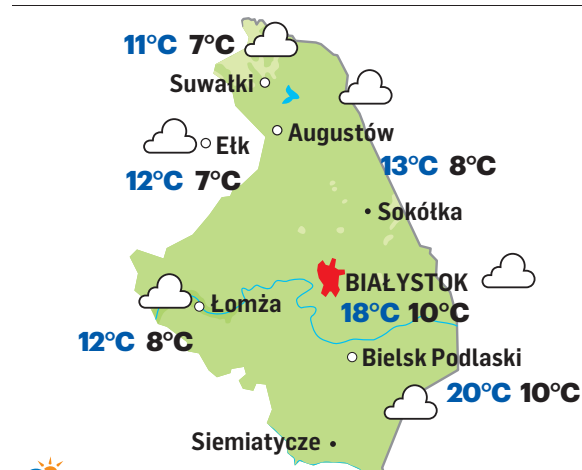 11°C 7°C
Suwałki
Augustów
Ełk
12°C 7°C
13°C 8°C
Sokółka
BIAŁYSTOK
18°C 10°C
Łomża
12°C 8°C
Bielsk Podlaski
20°C 10°C
Siemiatycze